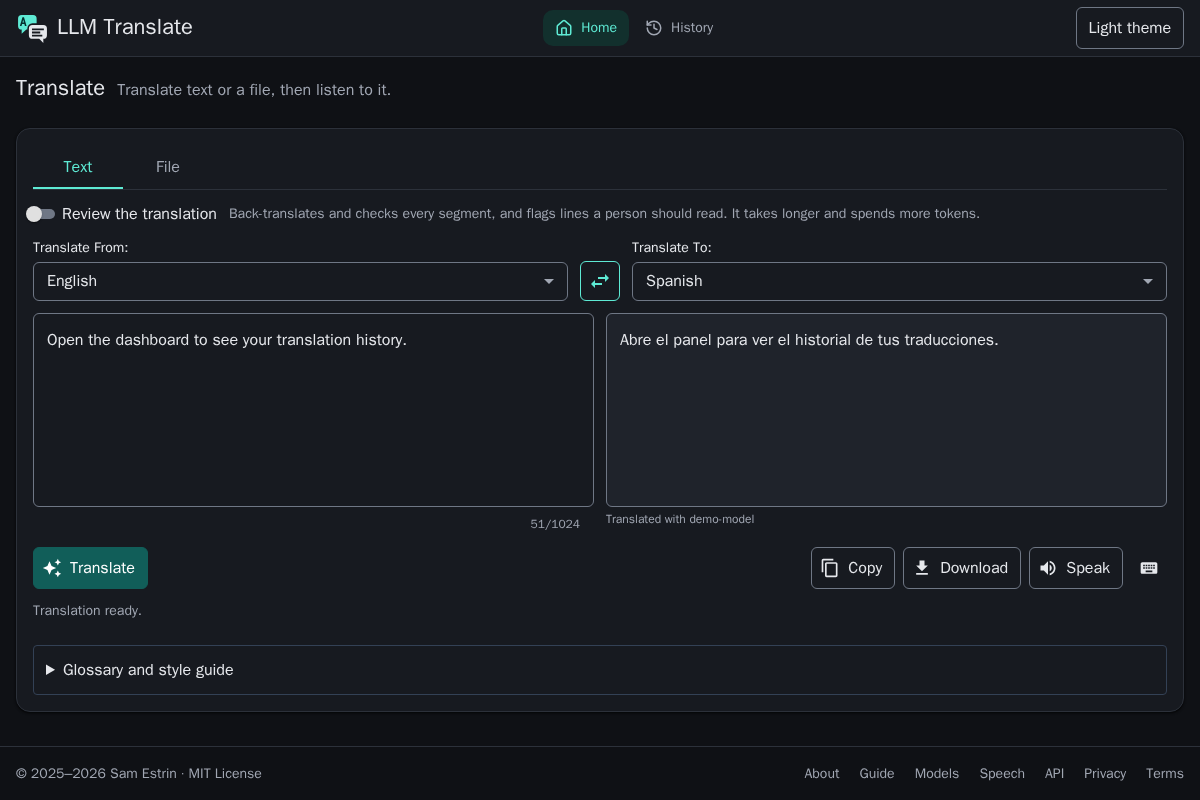 LLM Translate
Home
History
Light theme
Translate
Translate text or a file, then listen to it.
Text
File
Review the translation
Back-translates and checks every segment, and flags lines a person should read. It takes longer and spends more tokens.
Translate From:
Translate To:
English
Spanish
Open the dashboard to see your translation history.
Abre el panel para ver el historial de tus traducciones.
51/1024
Translated with demo-model
Translate
Copy
Download
Speak
Translation ready.
Glossary and style guide
© 2025–2026 Sam Estrin · MIT License
About
Guide
Models
Speech
API
Privacy
Terms